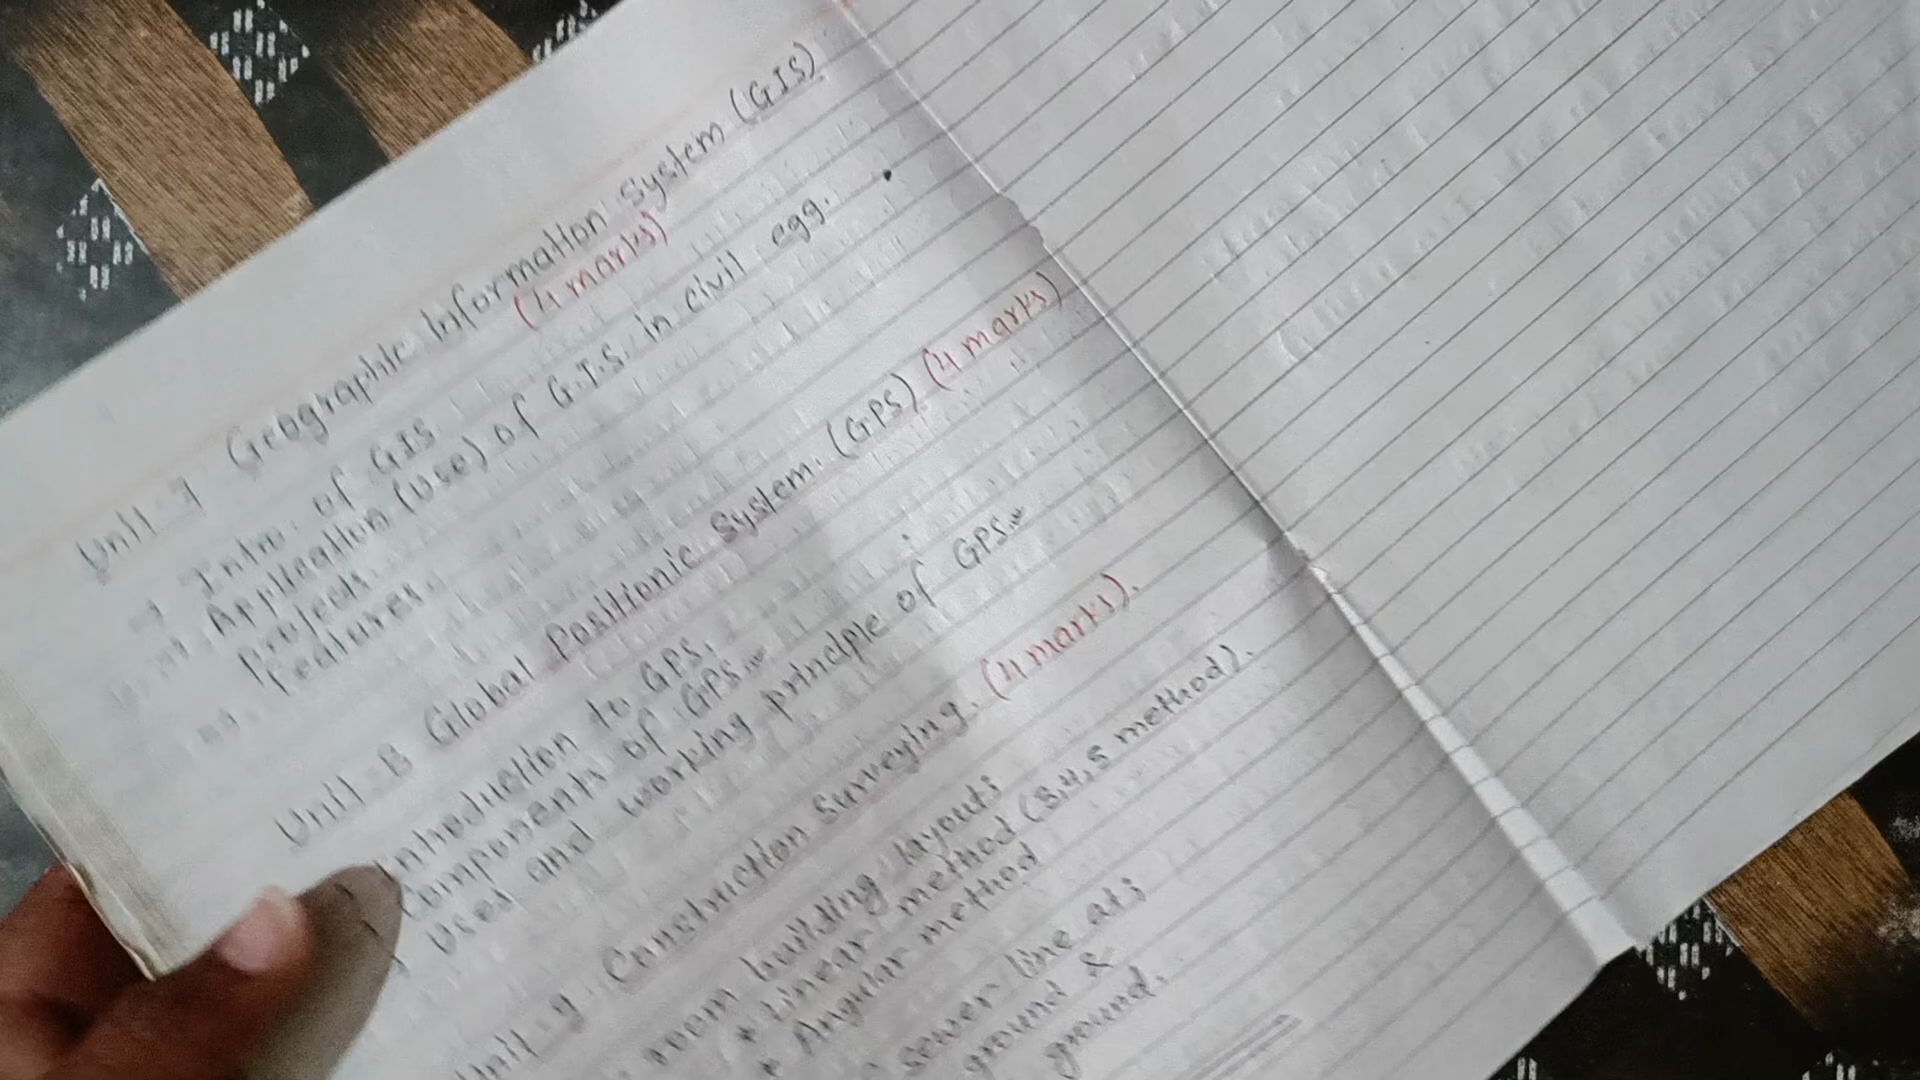 Unit-7 Geographic Information System (GIS)
(4 marks)
Intro. of GIS.
Application (Use) of G.I.S. in civil egg.
projects.
Features.
Unit-8 Global Positionic System. (GPS) (4 marks)
Introduction to GPS.
Components of GPS.
Uses and working principle of GPS.
Unit-9 Construction Surveying. (4 marks).
room building layout;
* Linear method (3,4,5 method).
* Angular method
sewer line at;
ground &
ground.